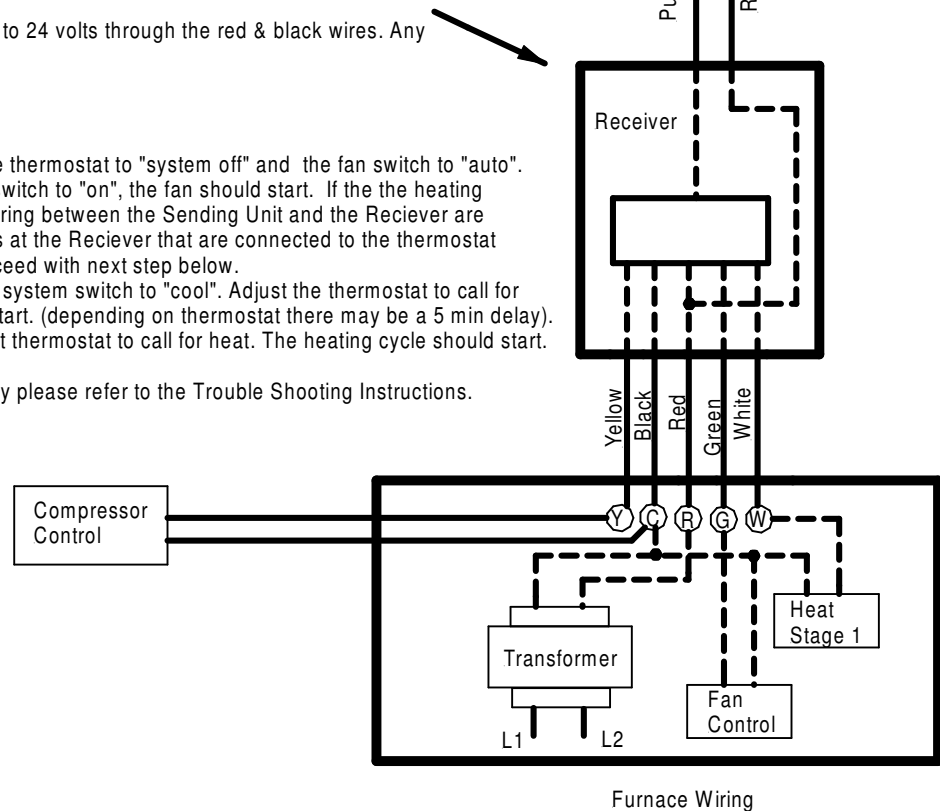 to 24 volts through the red & black wires. Any
Pu
R
Receiver
e thermostat to "system off" and the fan switch to "auto".
switch to "on", the fan should start. If the the heating
ring between the Sending Unit and the Reciever are
s at the Reciever that are connected to the thermostat
ceed with next step below.
system switch to "cool". Adjust the thermostat to call for
tart. (depending on thermostat there may be a 5 min delay).
t thermostat to call for heat. The heating cycle should start.
y please refer to the Trouble Shooting Instructions.
Yellow
Black
Red
Green
White
Compressor
Control
Y
C
R
G
W
Heat
Stage 1
Transformer
Fan
Control
L1
L2
Furnace Wiring